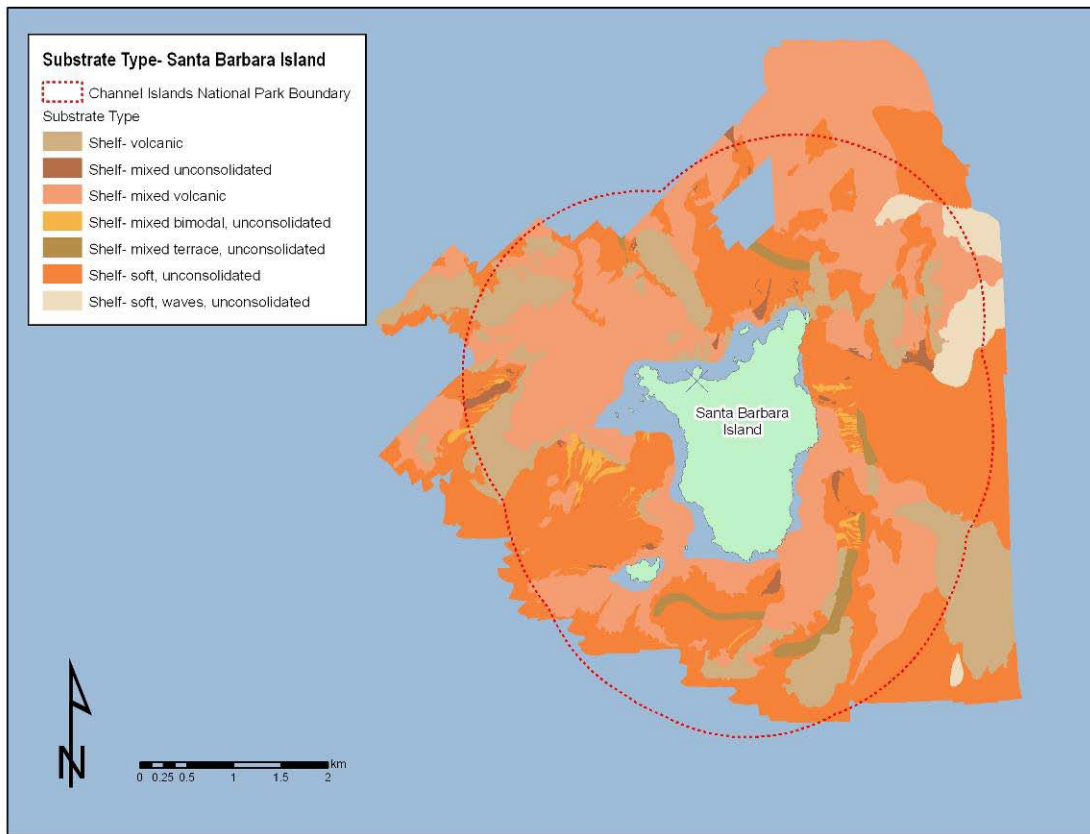 Substrate Type- Santa Barbara Island
Channel Islands National Park Boundary
Substrate Type
Shelf- volcanic
Shelf- mixed unconsolidated
Shelf- mixed volcanic
Shelf- mixed bimodal, unconsolidated
Shelf- mixed terrace, unconsolidated
Shelf- soft, unconsolidated
Shelf- soft, waves, unconsolidated
Santa Barbara
Island
N
km
0 0.25 0.5 1 1.5 2